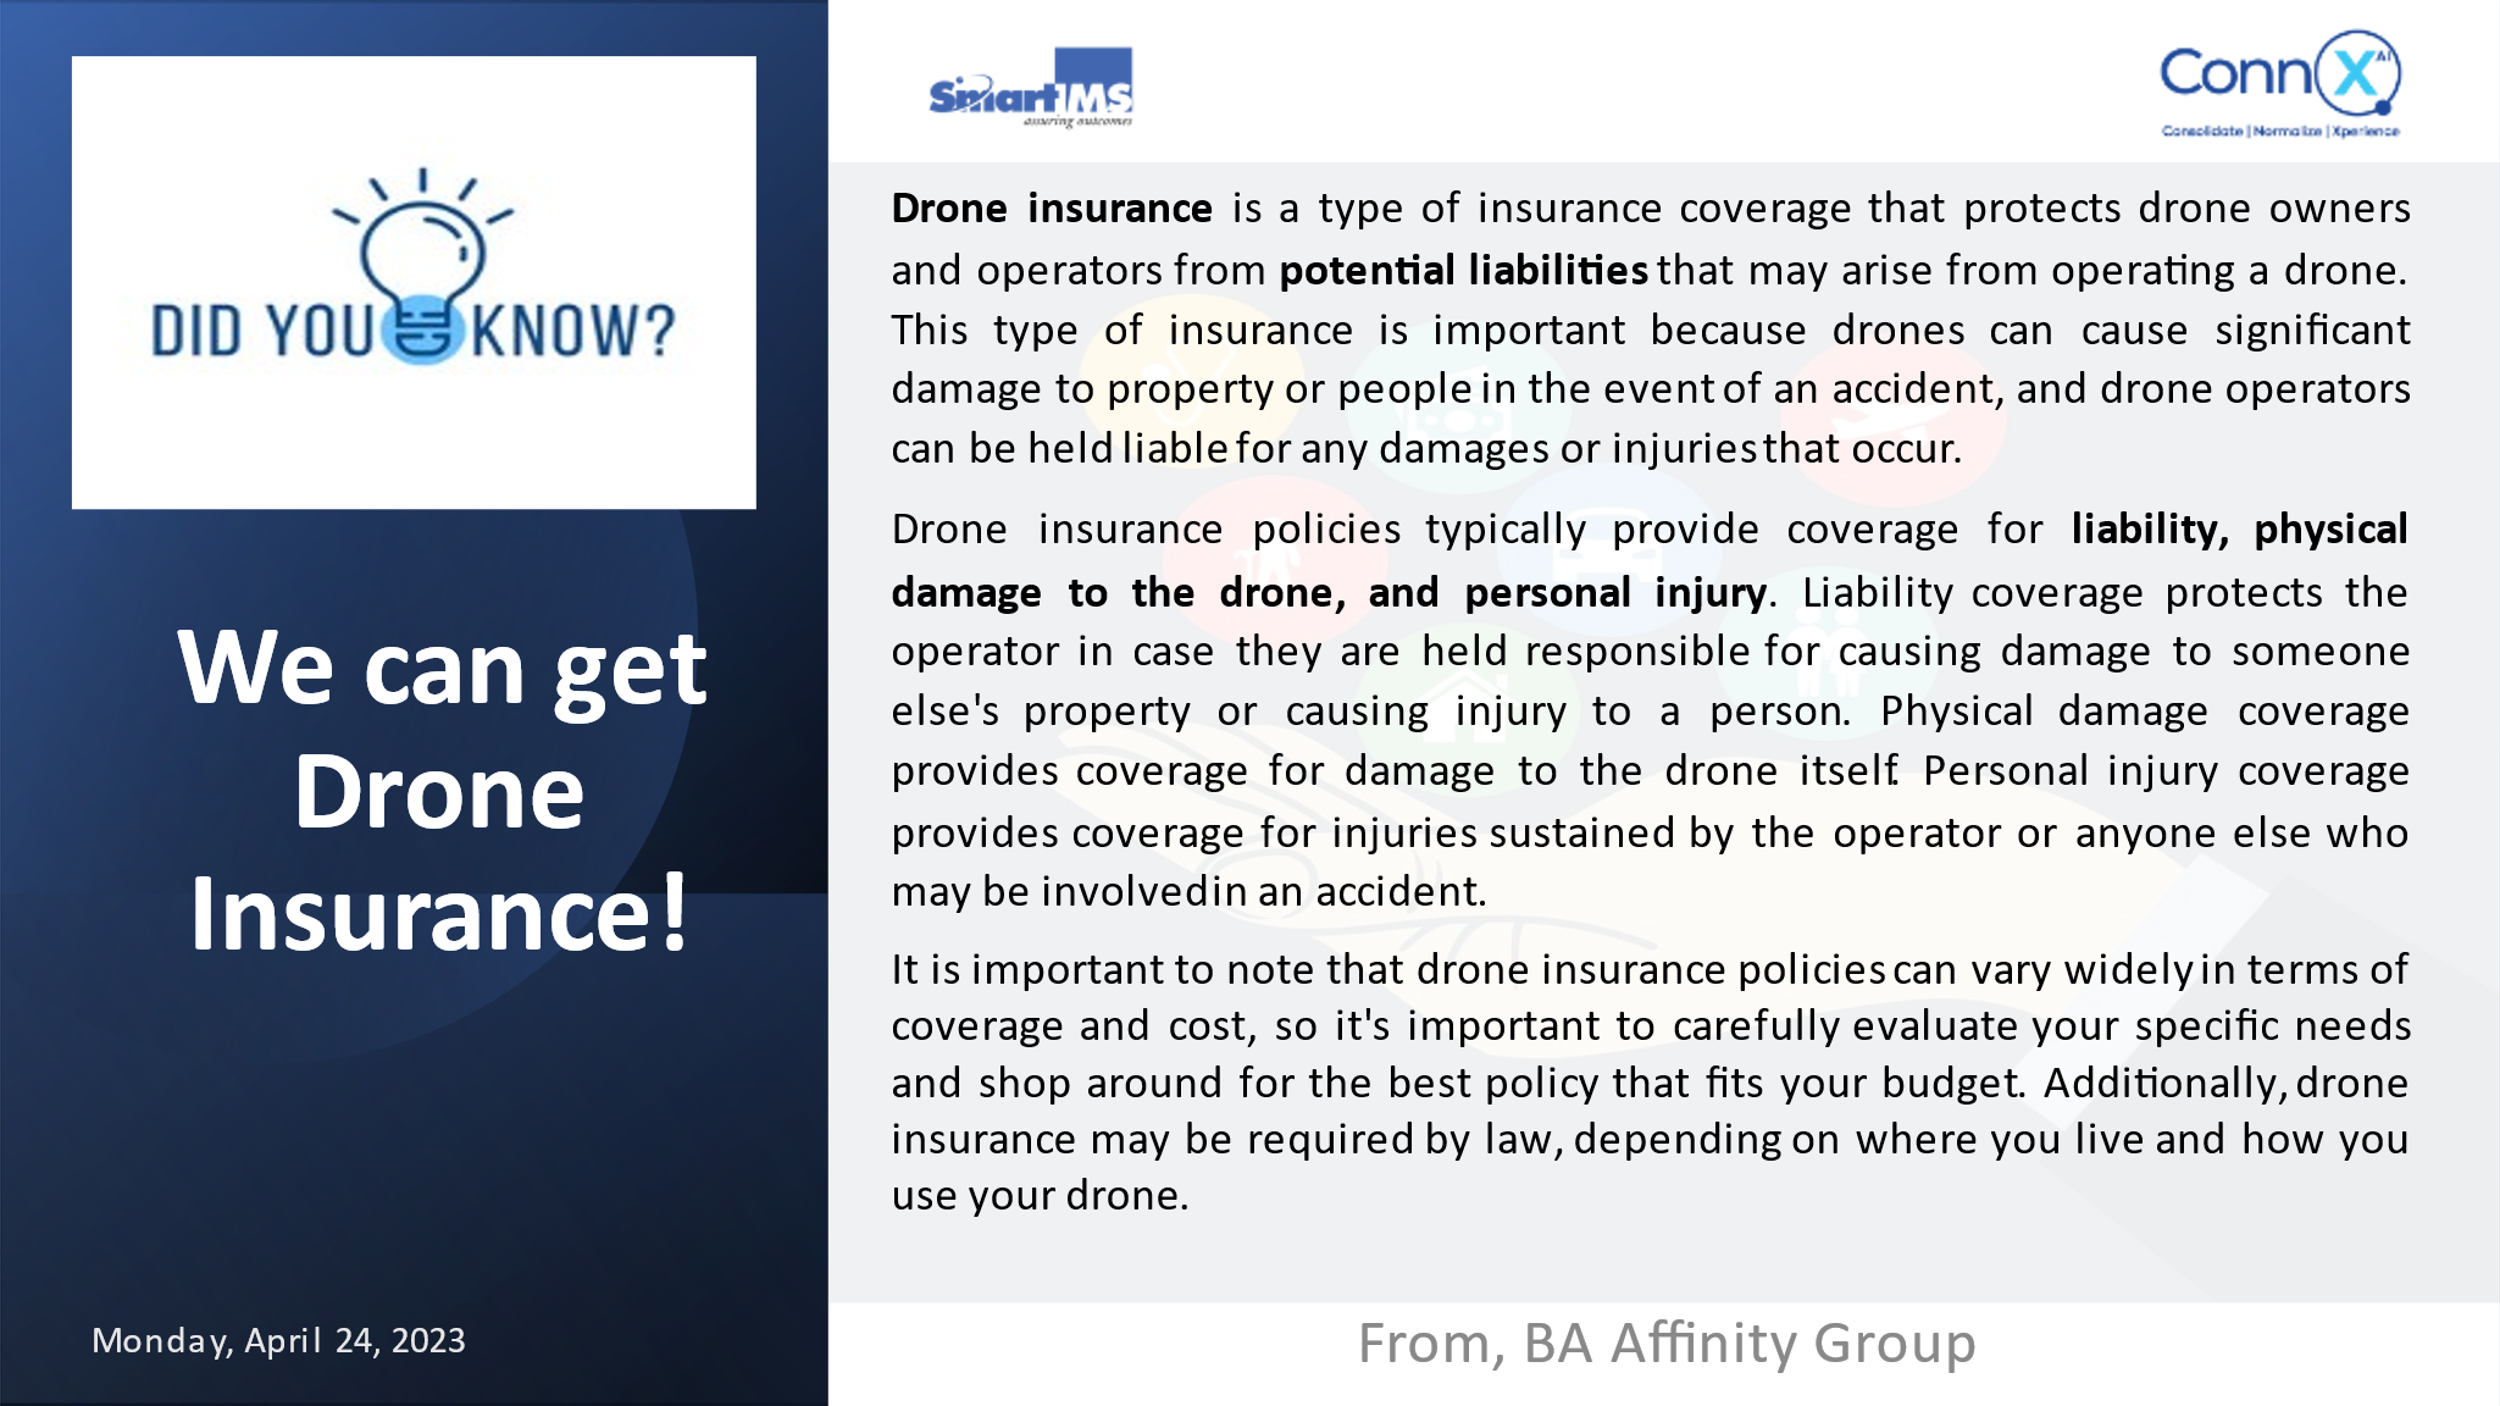 DID YOU KNOW?
We can get
Drone
Insurance!
Monday, April 24, 2023
SmartIMS
assuring outcomes
ConnX AI
Consolidate | Normalize | Xperience
Drone insurance is a type of insurance coverage that protects drone owners
and operators from potential liabilities that may arise from operating a drone.
This type of insurance is important because drones can cause significant
damage to property or people in the event of an accident, and drone operators
can be held liable for any damages or injuries that occur.
Drone insurance policies typically provide coverage for liability, physical
damage to the drone, and personal injury. Liability coverage protects the
operator in case they are held responsible for causing damage to someone
else's property or causing injury to a person. Physical damage coverage
provides coverage for damage to the drone itself. Personal injury coverage
provides coverage for injuries sustained by the operator or anyone else who
may be involved in an accident.
It is important to note that drone insurance policies can vary widely in terms of
coverage and cost, so it's important to carefully evaluate your specific needs
and shop around for the best policy that fits your budget. Additionally, drone
insurance may be required by law, depending on where you live and how you
use your drone.
From, BA Affinity Group